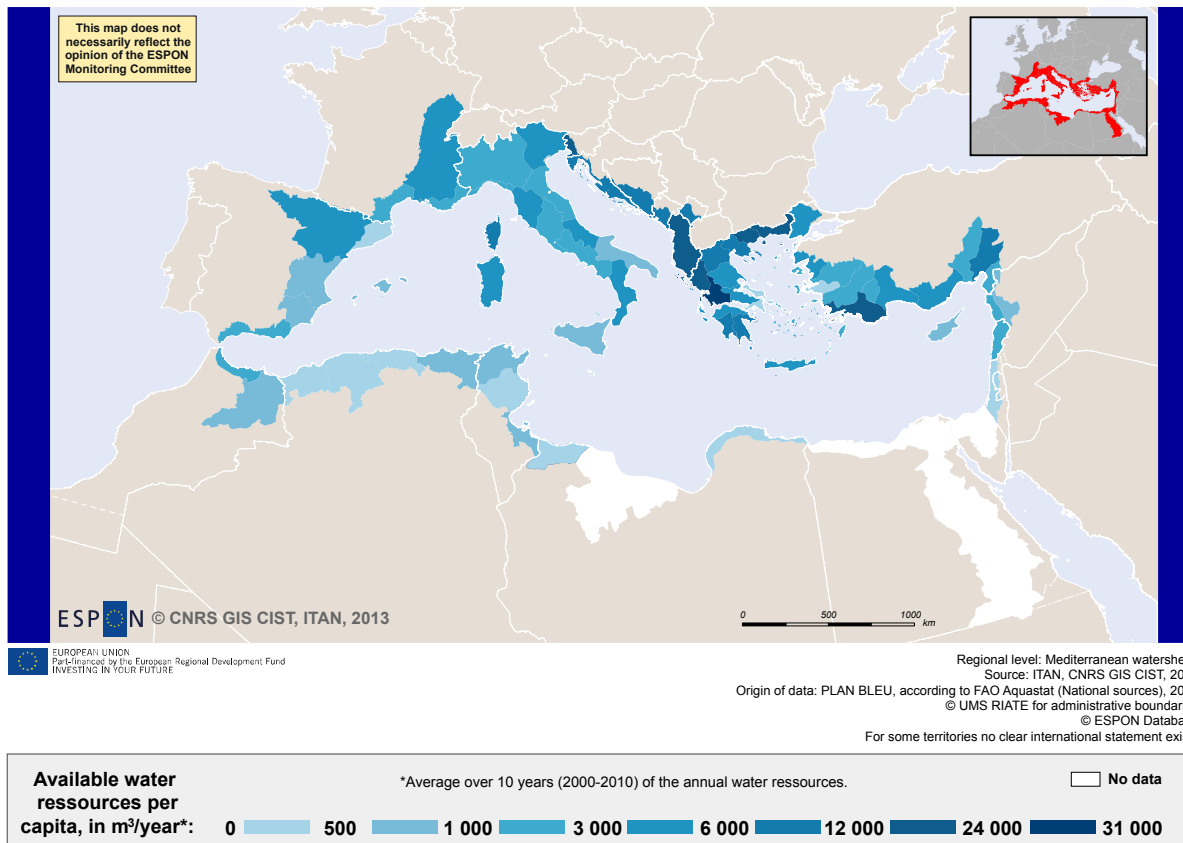 This map does not
necessarily reflect the
opinion of the ESPON
Monitoring Committee
ESPON © CNRS GIS CIST, ITAN, 2013
0 500 1000
km
EUROPEAN UNION
Part-financed by the European Regional Development Fund
INVESTING IN YOUR FUTURE
Regional level: Mediterranean watershe
Source: ITAN, CNRS GIS CIST, 20
Origin of data: PLAN BLEU, according to FAO Aquastat (National sources), 20
© UMS RIATE for administrative boundar
© ESPON Databa
For some territories no clear international statement exi
Available water
ressources per
capita, in m³/year*:
*Average over 10 years (2000-2010) of the annual water ressources.
No data
0 500 1 000 3 000 6 000 12 000 24 000 31 000